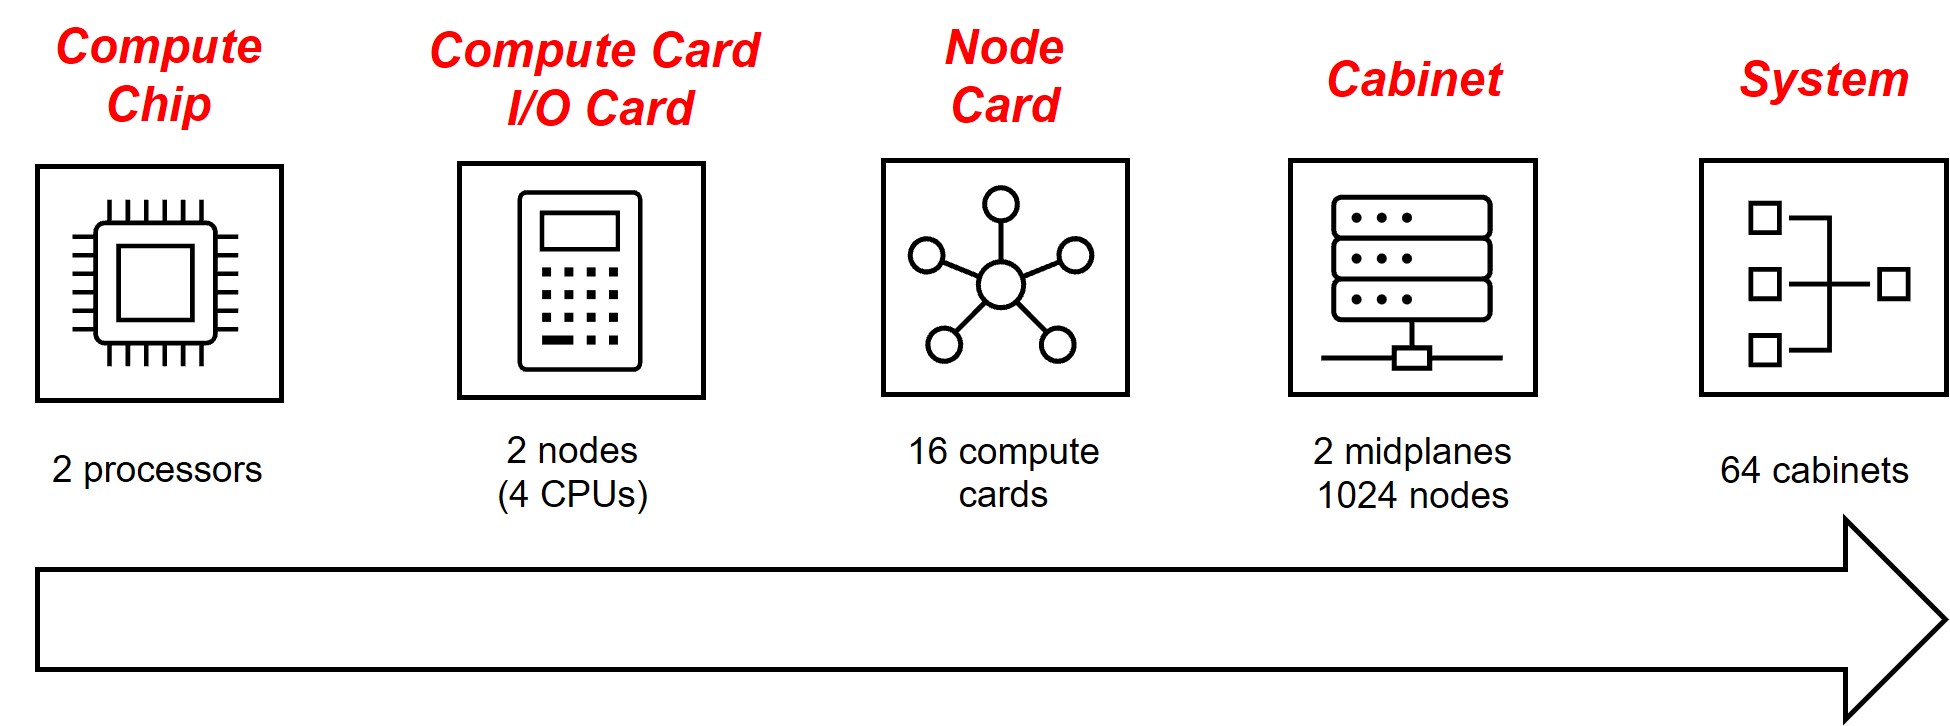 Compute
Chip
Compute Card
I/O Card
Node
Card
Cabinet
System
2 processors
2 nodes
(4 CPUs)
16 compute
cards
2 midplanes
1024 nodes
64 cabinets